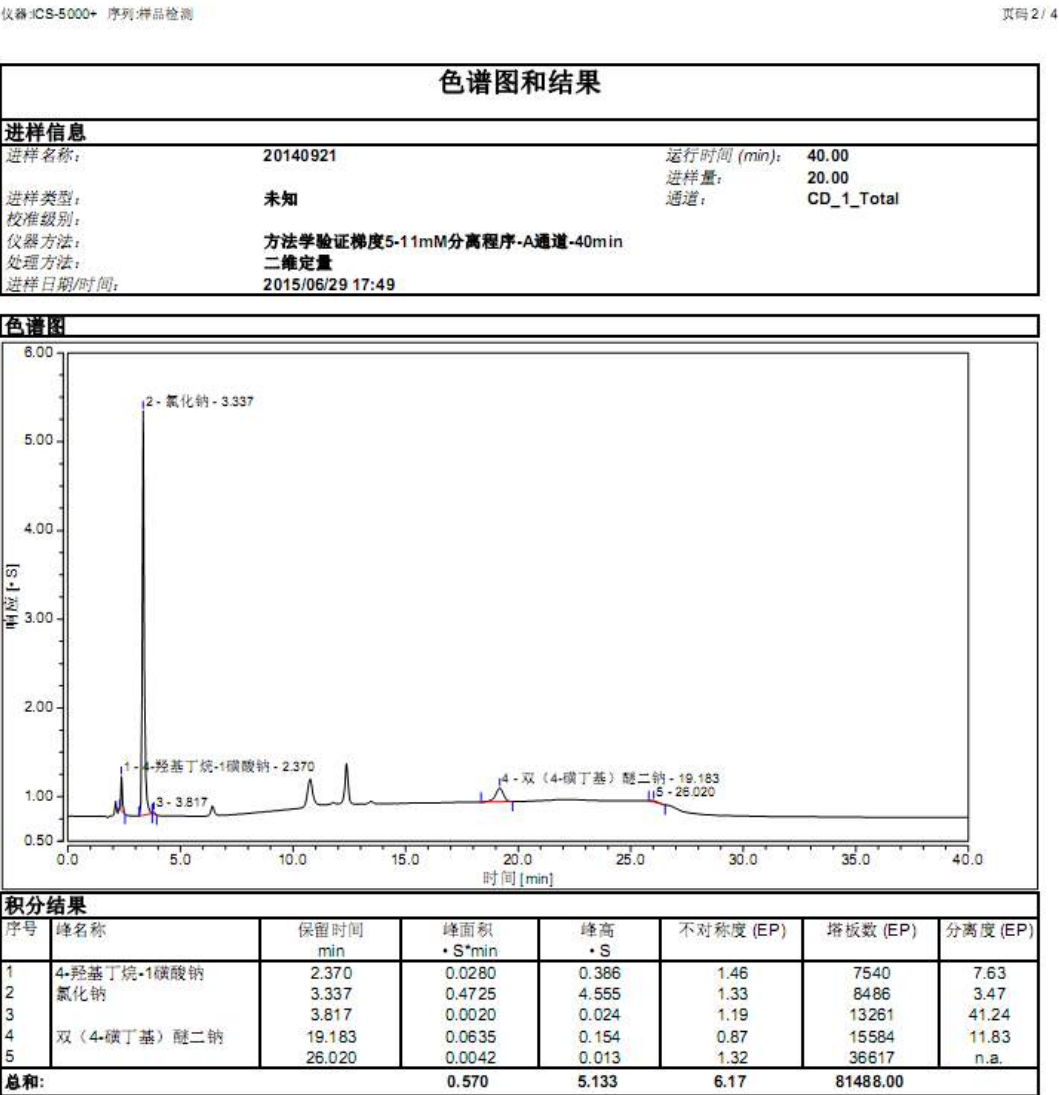 仪器:ICS-5000+ 序列:样品检测 页码 2 / 4
色谱图和结果
进样信息
进样名称: 20140921 运行时间 (min): 40.00
进样量: 20.00
进样类型: 未知 通道: CD_1_Total
校准级别:
仪器方法: 方法学验证梯度5-11mM分离程序-A通道-40min
处理方法: 二维定量
进样日期/时间: 2015/06/29 17:49
色谱图
6.00
5.00
4.00
3.00
2.00
1.00
0.50
响应 [• S]
2 - 氯化钠 - 3.337
1 - 4-羟基丁烷-1磺酸钠 - 2.370
3 - 3.817
4 - 双（4-磺丁基）醚二钠 - 19.183
5 - 26.020
0.0 5.0 10.0 15.0 20.0 25.0 30.0 35.0 40.0
时间 [min]
积分结果
序号 峰名称 保留时间 峰面积 峰高 不对称度 (EP) 塔板数 (EP) 分离度 (EP)
min • S*min • S
1 4-羟基丁烷-1磺酸钠 2.370 0.0280 0.386 1.46 7540 7.63
2 氯化钠 3.337 0.4725 4.555 1.33 8486 3.47
3 3.817 0.0020 0.024 1.19 13261 41.24
4 双（4-磺丁基）醚二钠 19.183 0.0635 0.154 0.87 15584 11.83
5 26.020 0.0042 0.013 1.32 36617 n.a.
总和: 0.570 5.133 6.17 81488.00